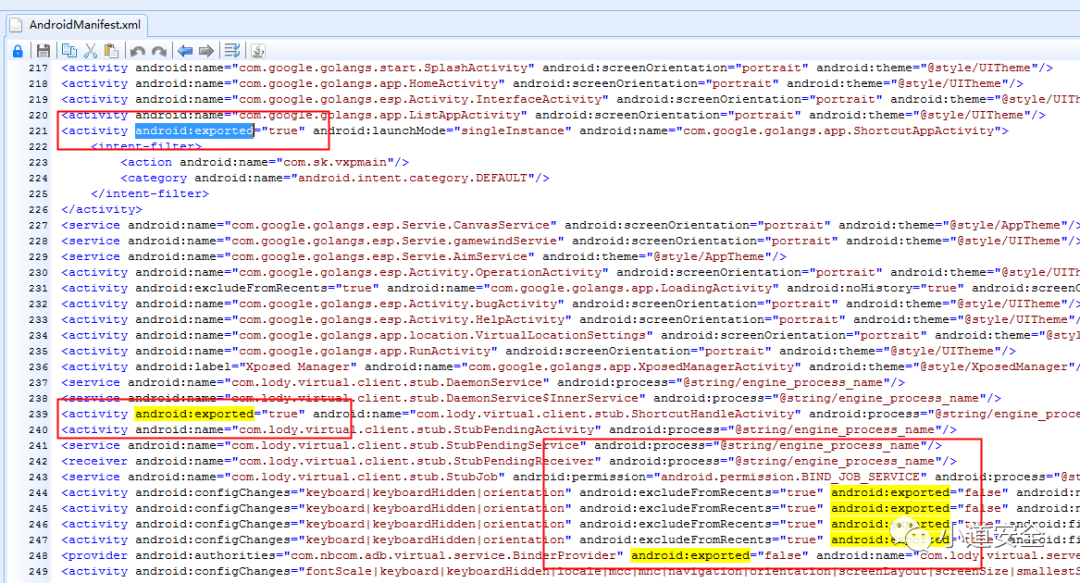 AndroidManifest.xml
217 <activity android:name="com.google.golangs.start.SplashActivity" android:screenOrientation="portrait" android:theme="@style/UITheme"/>
218 <activity android:name="com.google.golangs.app.HomeActivity" android:screenOrientation="portrait" android:theme="@style/UITheme"/>
219 <activity android:name="com.google.golangs.esp.Activity.InterfaceActivity" android:screenOrientation="portrait" android:theme="@style/UITh
220 <activity android:name="com.google.golangs.app.ListAppActivity" android:screenOrientation="portrait" android:theme="@style/UITheme"/>
221 <activity android:exported="true" android:launchMode="singleInstance" android:name="com.google.golangs.app.ShortcutAppActivity">
222 <intent-filter>
223 <action android:name="com.sk.vxpmain"/>
224 <category android:name="android.intent.category.DEFAULT"/>
225 </intent-filter>
226 </activity>
227 <service android:name="com.google.golangs.esp.Servie.CanvasService" android:screenOrientation="portrait" android:theme="@style/AppTheme"/>
228 <service android:name="com.google.golangs.esp.Servie.gamewindServie" android:screenOrientation="portrait" android:theme="@style/UITheme"/>
229 <service android:name="com.google.golangs.esp.Servie.AimService" android:theme="@style/AppTheme"/>
230 <activity android:name="com.google.golangs.esp.Activity.OperationActivity" android:screenOrientation="portrait" android:theme="@style/UITh
231 <activity android:excludeFromRecents="true" android:name="com.google.golangs.app.LoadingActivity" android:noHistory="true" android:screenO
232 <activity android:name="com.google.golangs.esp.Activity.bugActivity" android:screenOrientation="portrait" android:theme="@style/UITheme"/>
233 <activity android:name="com.google.golangs.esp.Activity.HelpActivity" android:screenOrientation="portrait" android:theme="@style/UITheme"/
234 <activity android:name="com.google.golangs.app.location.VirtualLocationSettings" android:screenOrientation="portrait" android:theme="@styl
235 <activity android:name="com.google.golangs.app.RunActivity" android:screenOrientation="portrait" android:theme="@style/UITheme"/>
236 <activity android:label="Xposed Manager" android:name="com.google.golangs.app.XposedManagerActivity" android:theme="@style/XposedManager"/
237 <service android:name="com.lody.virtual.client.stub.DaemonService" android:process="@string/engine_process_name"/>
238 <service android:name="com.lody.virtual.client.stub.DaemonService$InnerService" android:process="@string/engine_process_name"/>
239 <activity android:exported="true" android:name="com.lody.virtual.client.stub.ShortcutHandleActivity" android:process="@string/engine_proce
240 <activity android:name="com.lody.virtual.client.stub.StubPendingActivity" android:process="@string/engine_process_name"/>
241 <service android:name="com.lody.virtual.client.stub.StubPendingService" android:process="@string/engine_process_name"/>
242 <receiver android:name="com.lody.virtual.client.stub.StubPendingReceiver" android:process="@string/engine_process_name"/>
243 <service android:name="com.lody.virtual.client.stub.StubJob" android:permission="android.permission.BIND_JOB_SERVICE" android:process="@st
244 <activity android:configChanges="keyboard|keyboardHidden|orientation" android:excludeFromRecents="true" android:exported="false" android:n
245 <activity android:configChanges="keyboard|keyboardHidden|orientation" android:excludeFromRecents="true" android:exported="false" android:n
246 <activity android:configChanges="keyboard|keyboardHidden|orientation" android:excludeFromRecents="true" android:exported
247 <activity android:configChanges="keyboard|keyboardHidden|orientation" android:excludeFromRecents="true" android:fi
248 <provider android:authorities="com.nbcom.adb.virtual.service.BinderProvider" android:exported="false" android:name="com.lody.virtual.serve
249 <activity android:configChanges="fontScale|keyboard|keyboardHidden|locale|mcc|mnc|navigation|orientation|screenLayout|screenSize|smallestS
小道安全